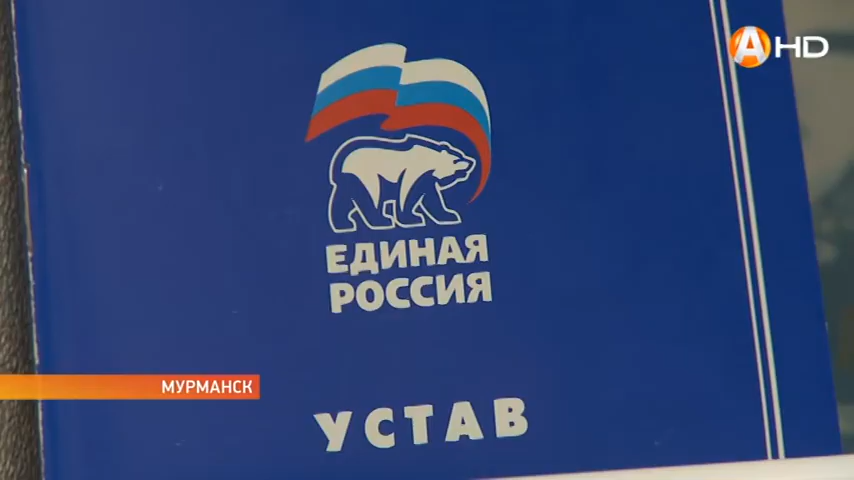 А HD
ЕДИНАЯ
РОССИЯ
МУРМАНСК
УСТАВ